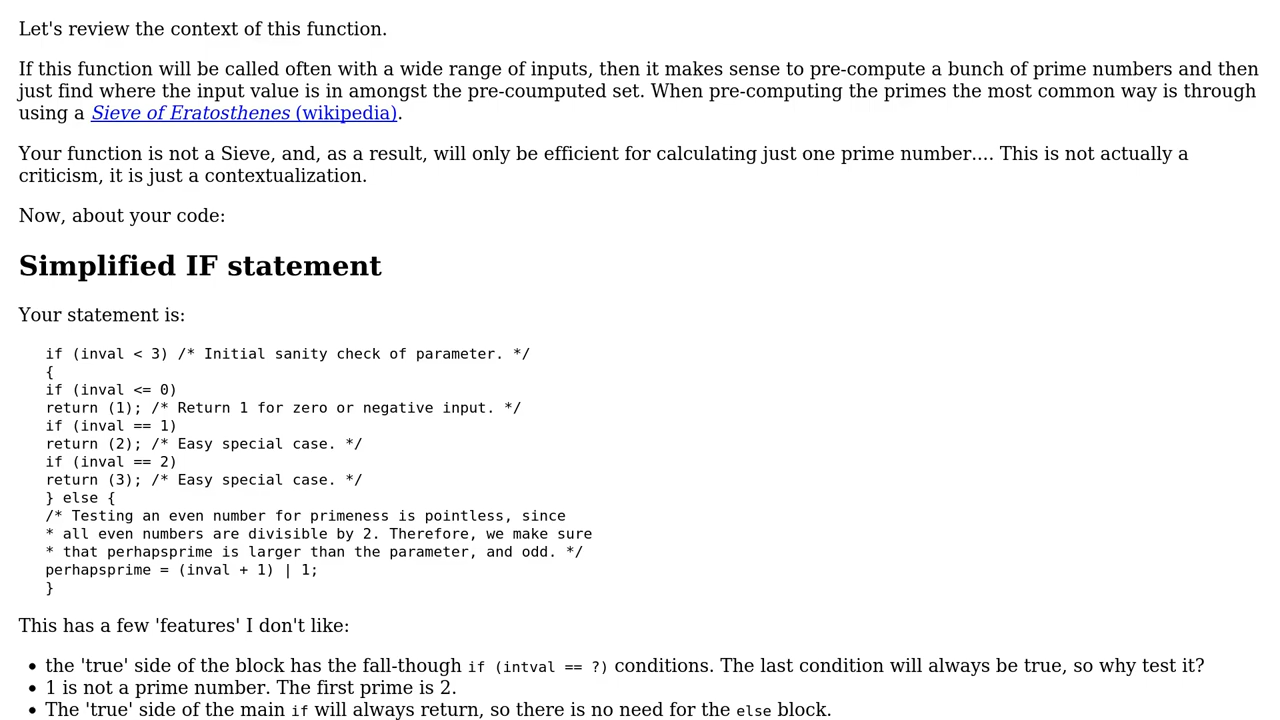 Let's review the context of this function.
If this function will be called often with a wide range of inputs, then it makes sense to pre-compute a bunch of prime numbers and then
just find where the input value is in amongst the pre-coumputed set. When pre-computing the primes the most common way is through
using a Sieve of Eratosthenes (wikipedia).
Your function is not a Sieve, and, as a result, will only be efficient for calculating just one prime number.... This is not actually a
criticism, it is just a contextualization.
Now, about your code:
Simplified IF statement
Your statement is:
if (inval < 3) /* Initial sanity check of parameter. */
{
if (inval <= 0)
return (1); /* Return 1 for zero or negative input. */
if (inval == 1)
return (2); /* Easy special case. */
if (inval == 2)
return (3); /* Easy special case. */
} else {
/* Testing an even number for primeness is pointless, since
* all even numbers are divisible by 2. Therefore, we make sure
* that perhapsprime is larger than the parameter, and odd. */
perhapsprime = (inval + 1) | 1;
}
This has a few 'features' I don't like:
• the 'true' side of the block has the fall-though if (intval == ?) conditions. The last condition will always be true, so why test it?
• 1 is not a prime number. The first prime is 2.
• The 'true' side of the main if will always return, so there is no need for the else block.